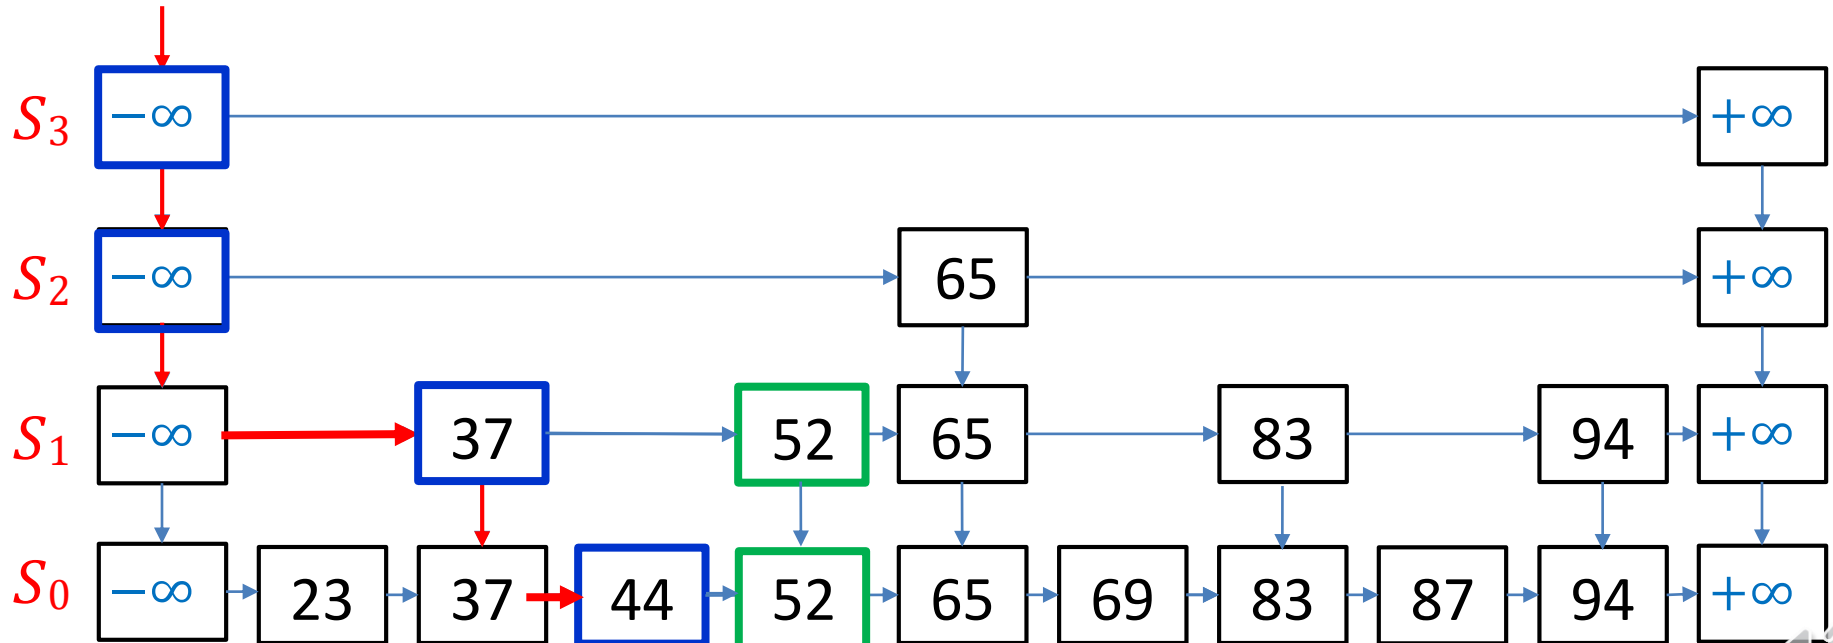 S3 −∞ +∞
S2 −∞ 65 +∞
S1 −∞ 37 52 65 83 94 +∞
S0 −∞ 23 37 44 52 65 69 83 87 94 +∞